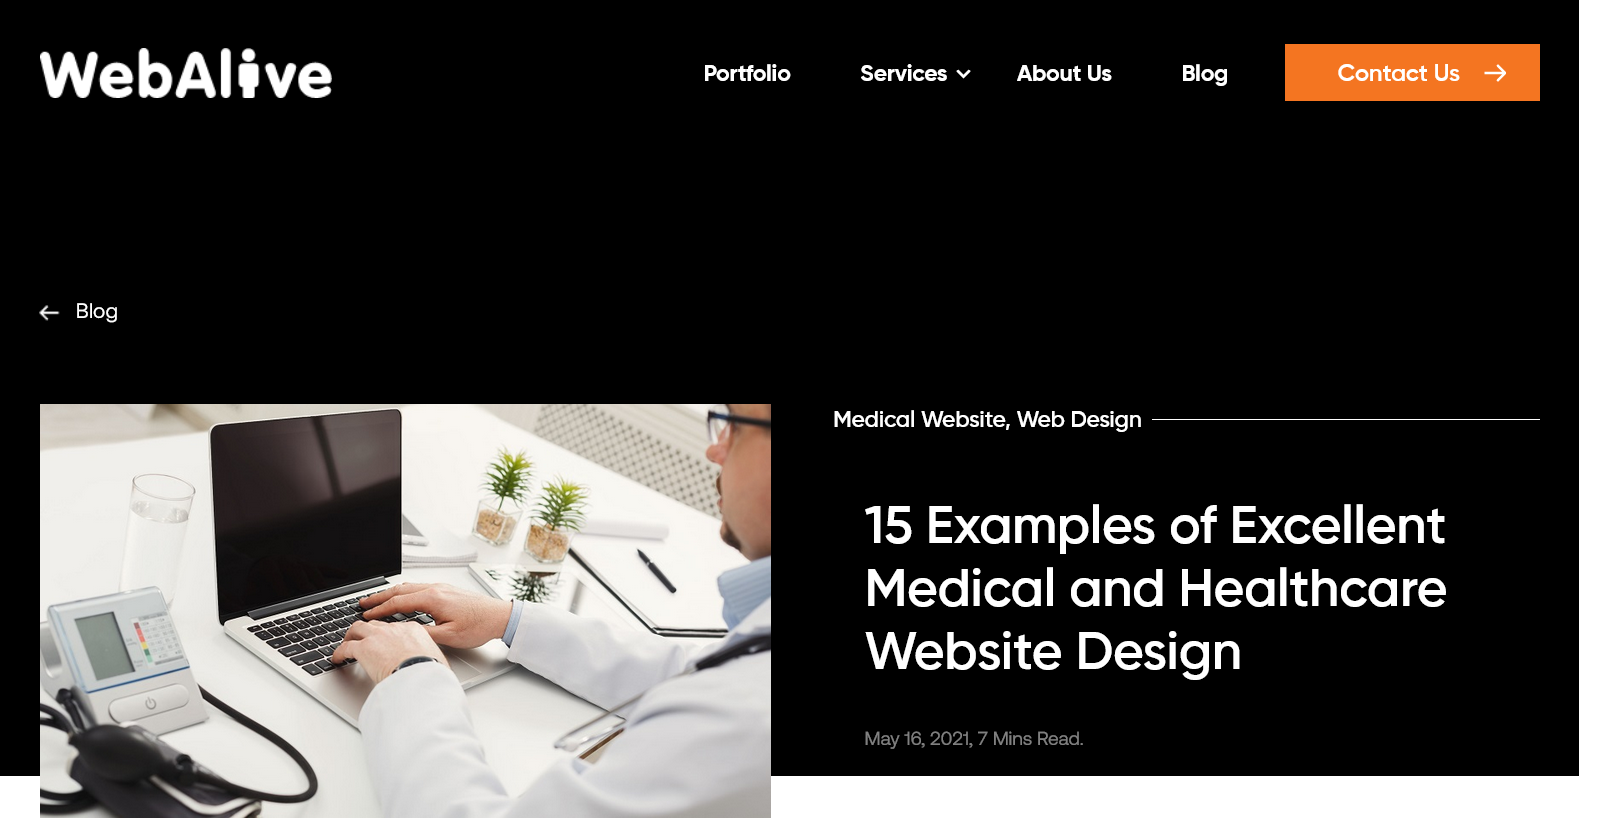 WebAlive
Portfolio
Services
About Us
Blog
Contact Us
Blog
Medical Website, Web Design
15 Examples of Excellent
Medical and Healthcare
Website Design
May 16, 2021, 7 Mins Read.